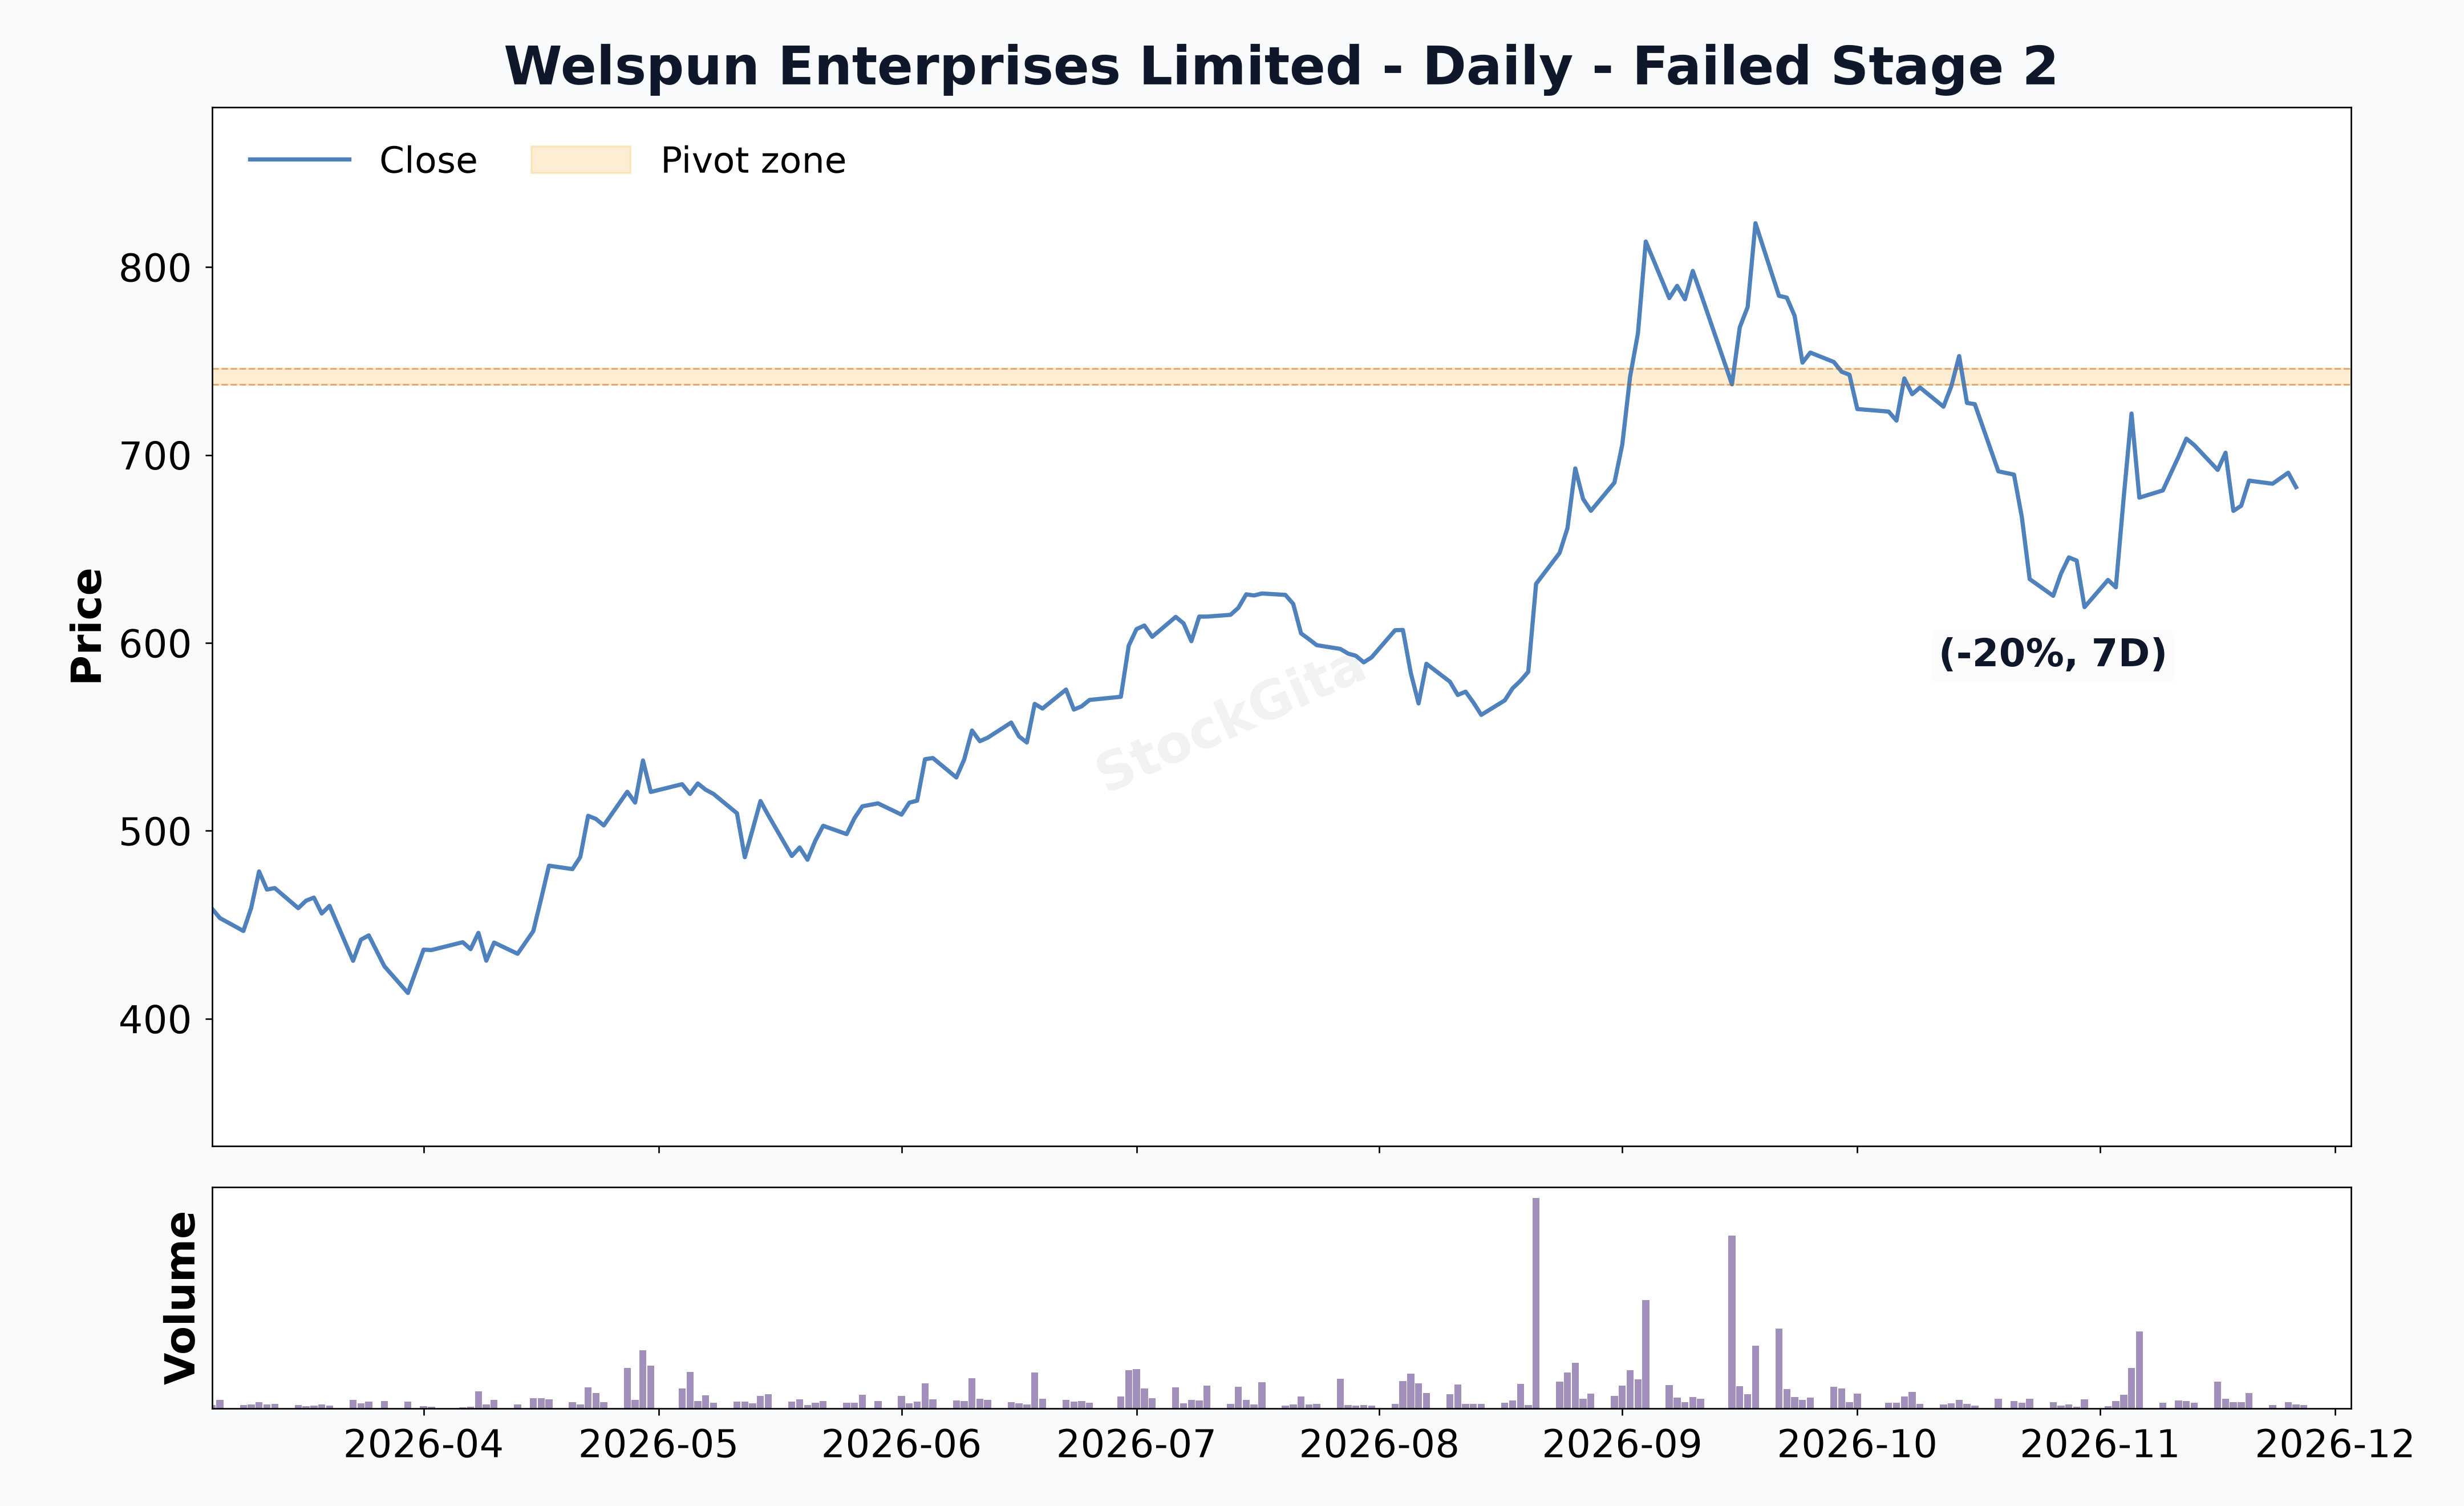 Welspun Enterprises Limited - Daily - Failed Stage 2
Close
Pivot zone
800
700
600
500
400
Price
StockGita
(-20%, 7D)
Volume
2026-04
2026-05
2026-06
2026-07
2026-08
2026-09
2026-10
2026-11
2026-12